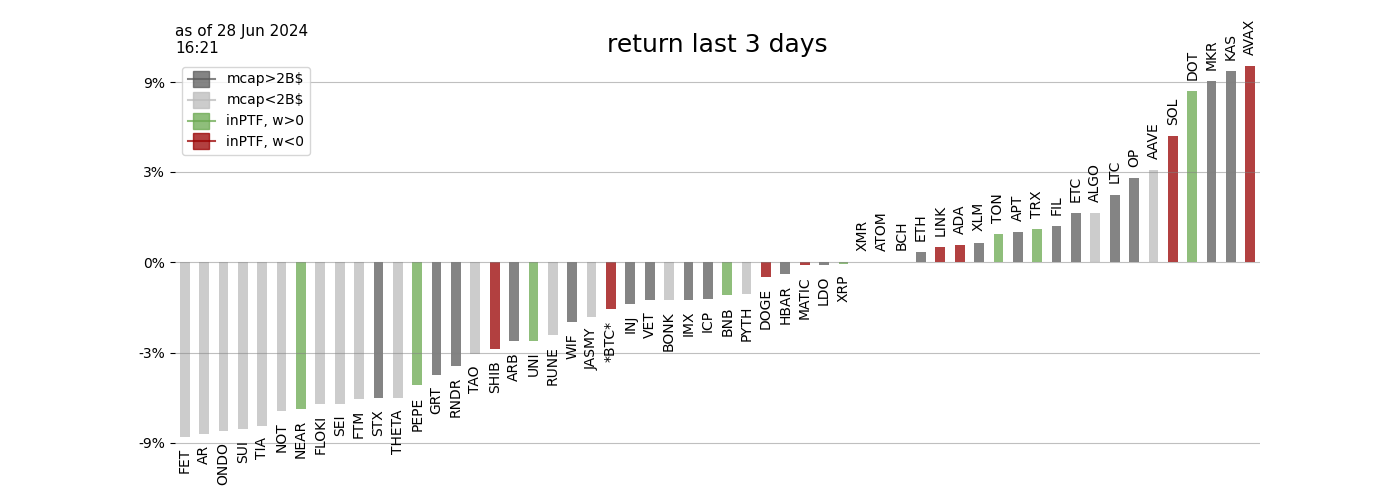 as of 28 Jun 2024
16:21
return last 3 days
mcap>2B$
mcap<2B$
inPTF, w>0
inPTF, w<0
9%
3%
0%
-3%
-9%
FET
AR
ONDO
SUI
TIA
NOT
NEAR
FLOKI
SEI
FTM
STX
THETA
PEPE
GRT
RNDR
TAO
SHIB
ARB
UNI
RUNE
WIF
JASMY
*BTC*
INJ
VET
BONK
IMX
ICP
BNB
PYTH
DOGE
HBAR
MATIC
LDO
XRP
XMR
ATOM
BCH
ETH
LINK
ADA
XLM
TON
APT
TRX
FIL
ETC
ALGO
LTC
OP
AAVE
SOL
DOT
MKR
KAS
AVAX